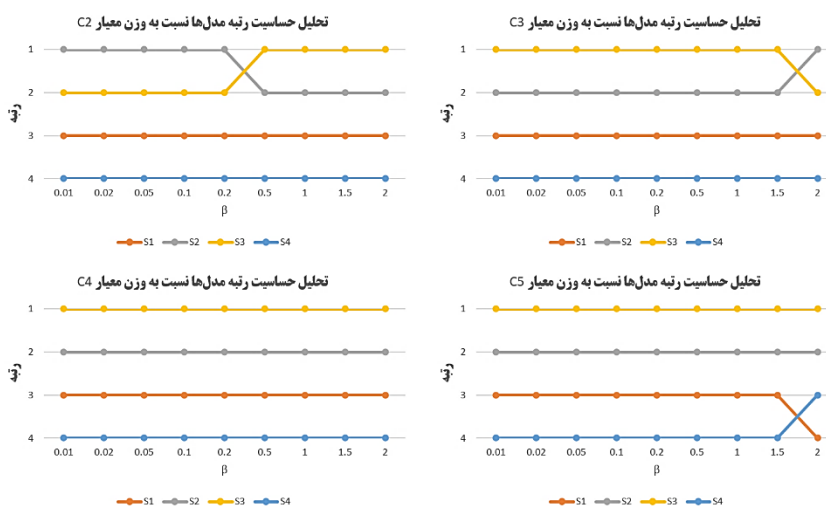 تحلیل حساسیت رتبه مدل‌ها نسبت به وزن معیار C2
1
2
3
4
رتبه
0.01 0.02 0.05 0.1 0.2 0.5 1 1.5 2
β
S1 S2 S3 S4
تحلیل حساسیت رتبه مدل‌ها نسبت به وزن معیار C3
1
2
3
4
رتبه
0.01 0.02 0.05 0.1 0.2 0.5 1 1.5 2
β
S1 S2 S3 S4
تحلیل حساسیت رتبه مدل‌ها نسبت به وزن معیار C4
1
2
3
4
رتبه
0.01 0.02 0.05 0.1 0.2 0.5 1 1.5 2
β
S1 S2 S3 S4
تحلیل حساسیت رتبه مدل‌ها نسبت به وزن معیار C5
1
2
3
4
رتبه
0.01 0.02 0.05 0.1 0.2 0.5 1 1.5 2
β
S1 S2 S3 S4